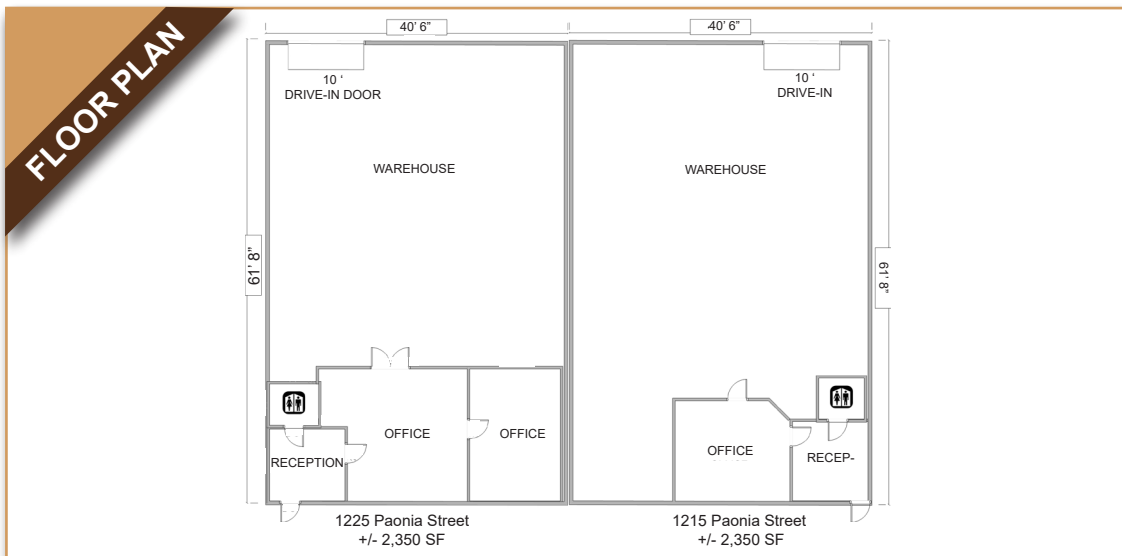 FLOOR PLAN
40' 6"
40' 6"
10 ‘
DRIVE-IN DOOR
10 ‘
DRIVE-IN
WAREHOUSE
WAREHOUSE
61' 8"
61' 8"
OFFICE
OFFICE
RECEPTION
OFFICE
RECEP-
1225 Paonia Street
+/- 2,350 SF
1215 Paonia Street
+/- 2,350 SF